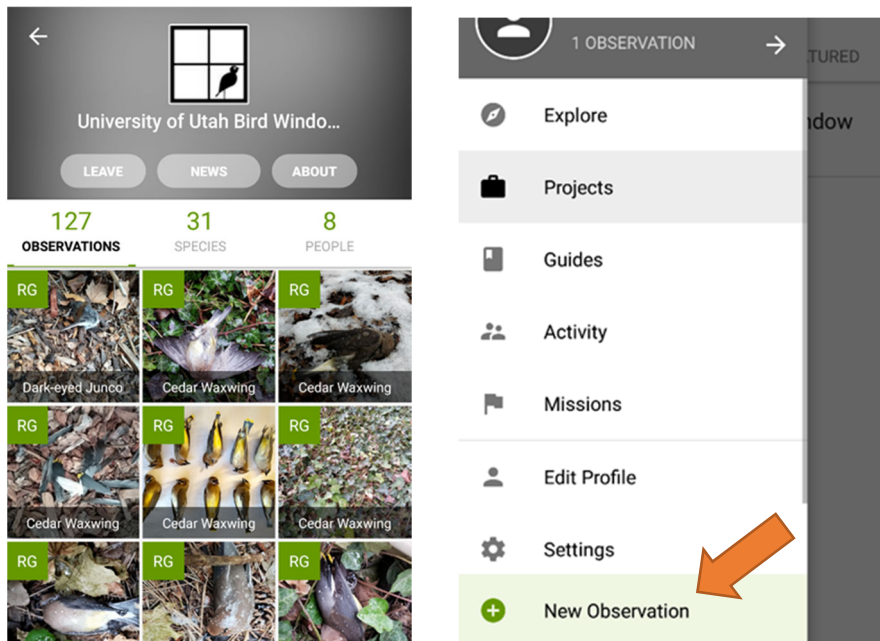 University of Utah Bird Windo...
LEAVE NEWS ABOUT
127 31 8
OBSERVATIONS SPECIES PEOPLE
RG RG RG
Dark-eyed Junco Cedar Waxwing Cedar Waxwing
RG RG RG
Cedar Waxwing Cedar Waxwing Cedar Waxwing
RG RG RG
1 OBSERVATION
TURED
Explore
ndow
Projects
Guides
Activity
Missions
Edit Profile
Settings
New Observation